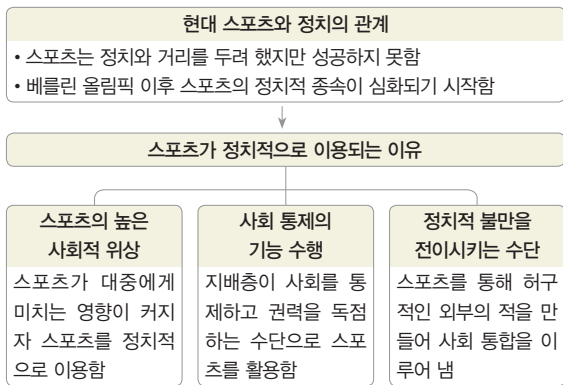 현대 스포츠와 정치의 관계
• 스포츠는 정치와 거리를 두려 했지만 성공하지 못함
• 베를린 올림픽 이후 스포츠의 정치적 종속이 심화되기 시작함
스포츠가 정치적으로 이용되는 이유
스포츠의 높은
사회적 위상
스포츠가 대중에게
미치는 영향이 커지
자 스포츠를 정치적
으로 이용함
사회 통제의
기능 수행
지배층이 사회를 통
제하고 권력을 독점
하는 수단으로 스포
츠를 활용함
정치적 불만을
전이시키는 수단
스포츠를 통해 허구
적인 외부의 적을 만
들어 사회 통합을 이
루어 냄